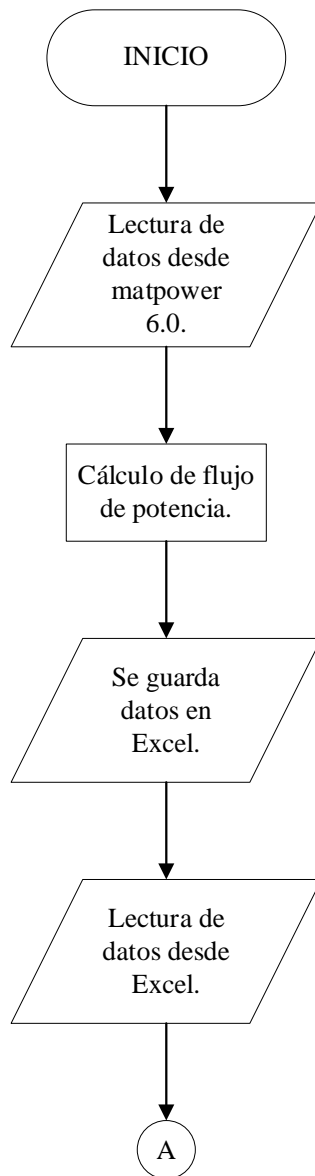 INICIO
Lectura de
datos desde
matpower
6.0.
Cálculo de flujo
de potencia.
Se guarda
datos en
Excel.
Lectura de
datos desde
Excel.
A